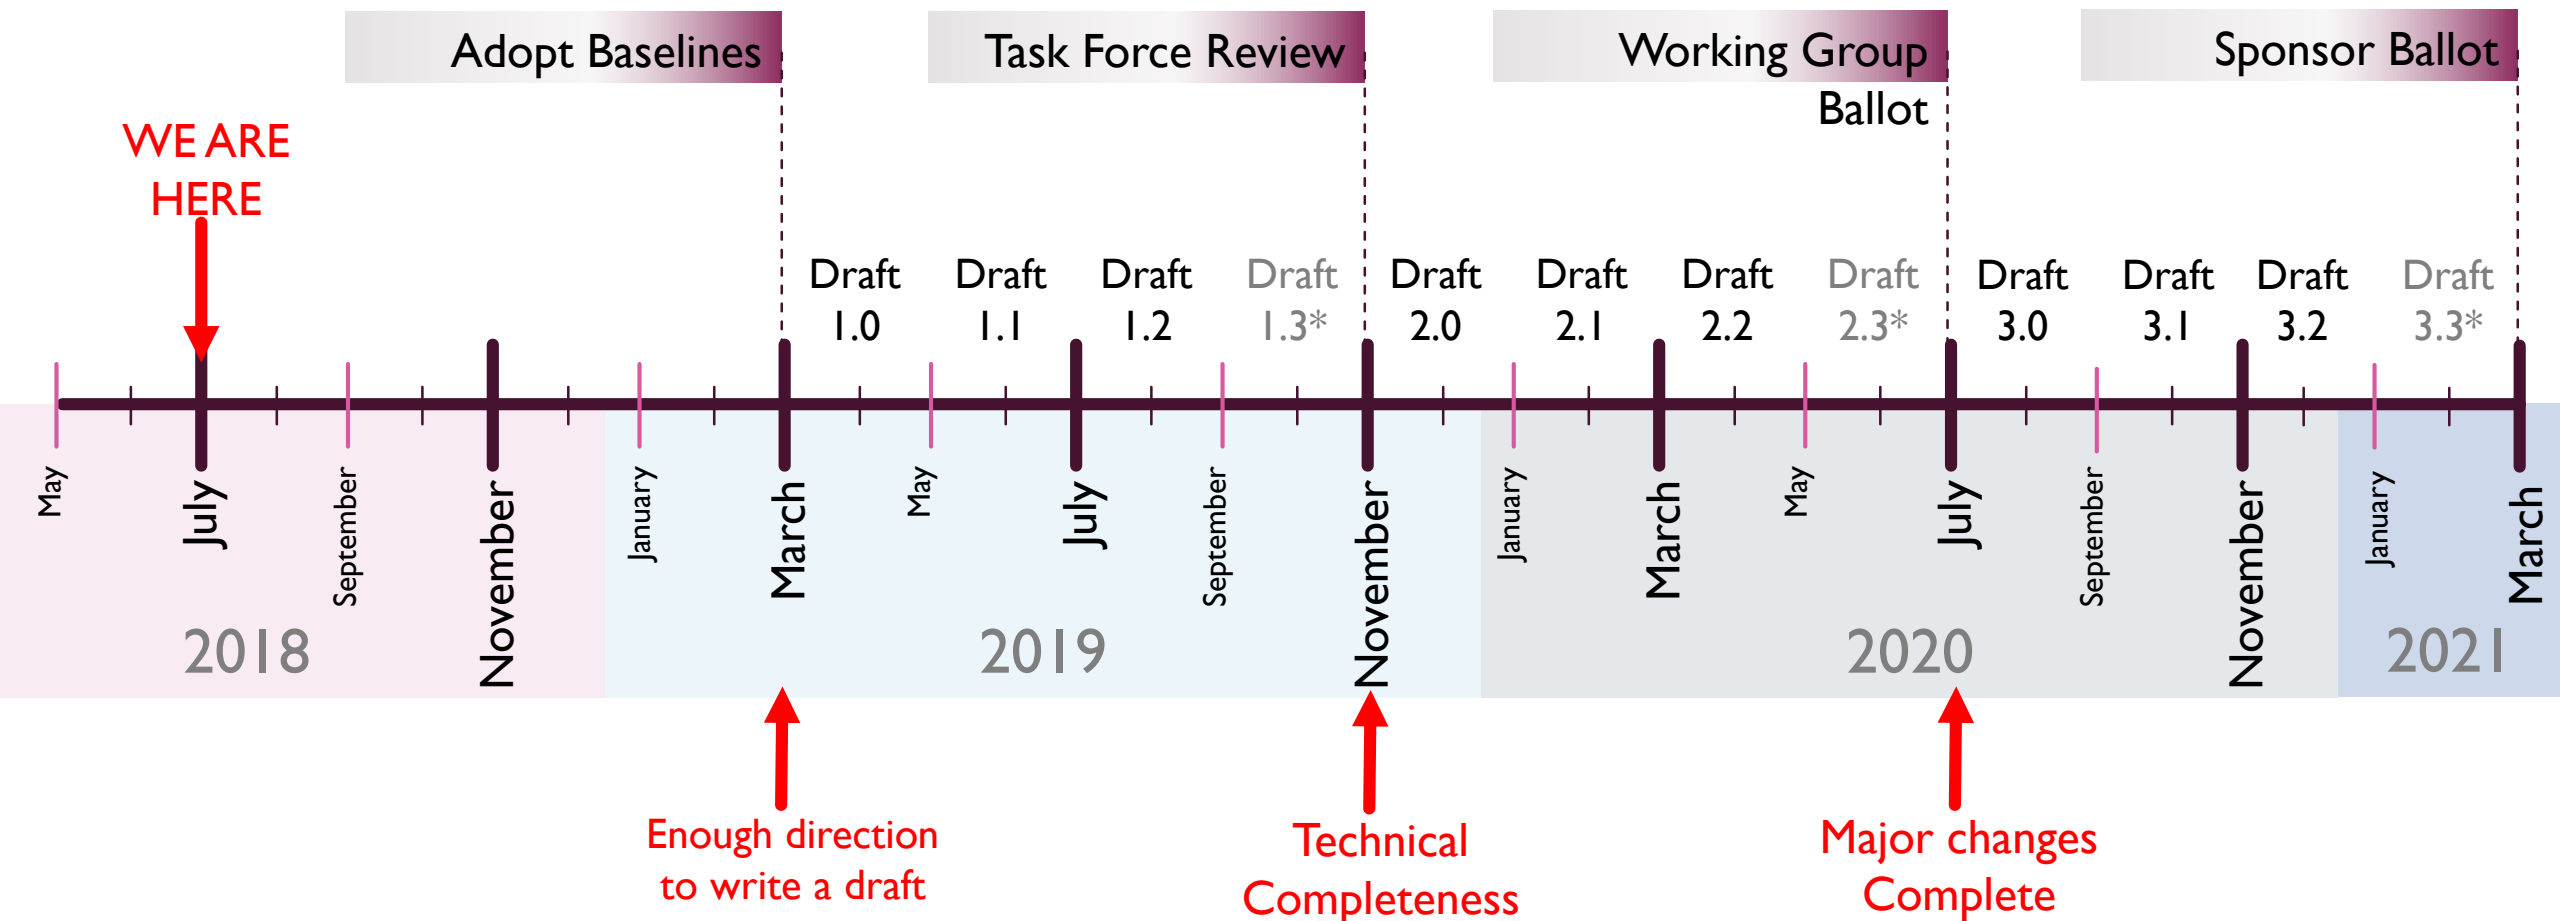 Adopt Baselines
Task Force Review
Working Group
Ballot
Sponsor Ballot
WE ARE
HERE
Draft
1.0
Draft
1.1
Draft
1.2
Draft
1.3*
Draft
2.0
Draft
2.1
Draft
2.2
Draft
2.3*
Draft
3.0
Draft
3.1
Draft
3.2
Draft
3.3*
May
July
September
November
January
March
May
July
September
November
January
March
May
July
September
November
January
March
2018
2019
2020
2021
Enough direction
to write a draft
Technical
Completeness
Major changes
Complete